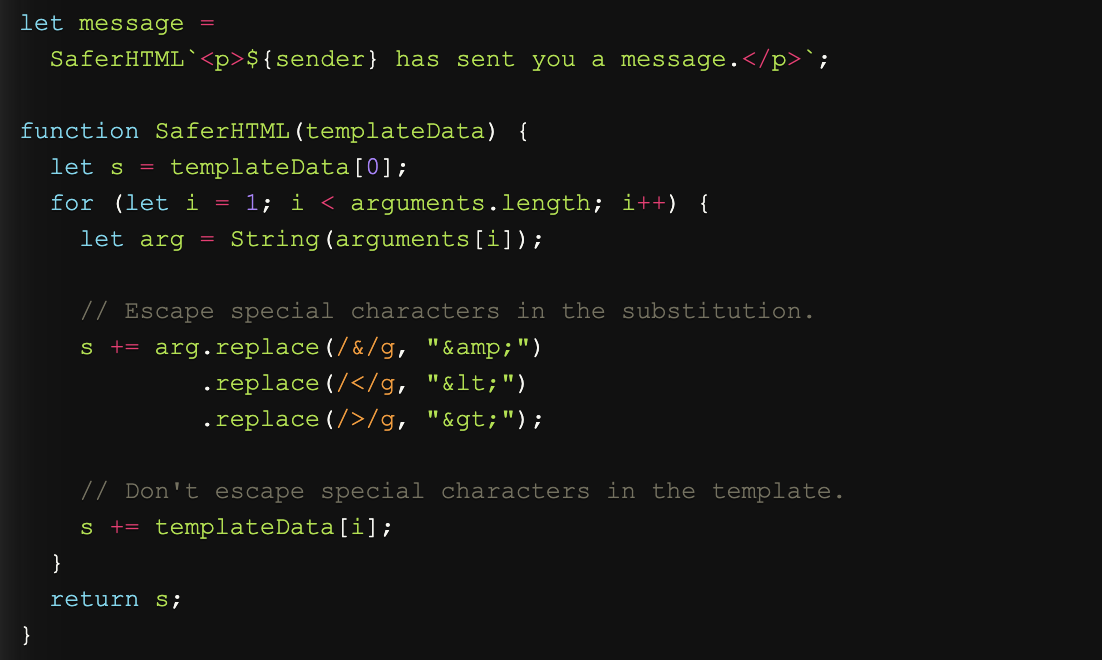 let message =
  SaferHTML`<p>${sender} has sent you a message.</p>`;

function SaferHTML(templateData) {
  let s = templateData[0];
  for (let i = 1; i < arguments.length; i++) {
    let arg = String(arguments[i]);

    // Escape special characters in the substitution.
    s += arg.replace(/&/g, "&amp;")
            .replace(/</g, "&lt;")
            .replace(/>/g, "&gt;");

    // Don't escape special characters in the template.
    s += templateData[i];
  }
  return s;
}